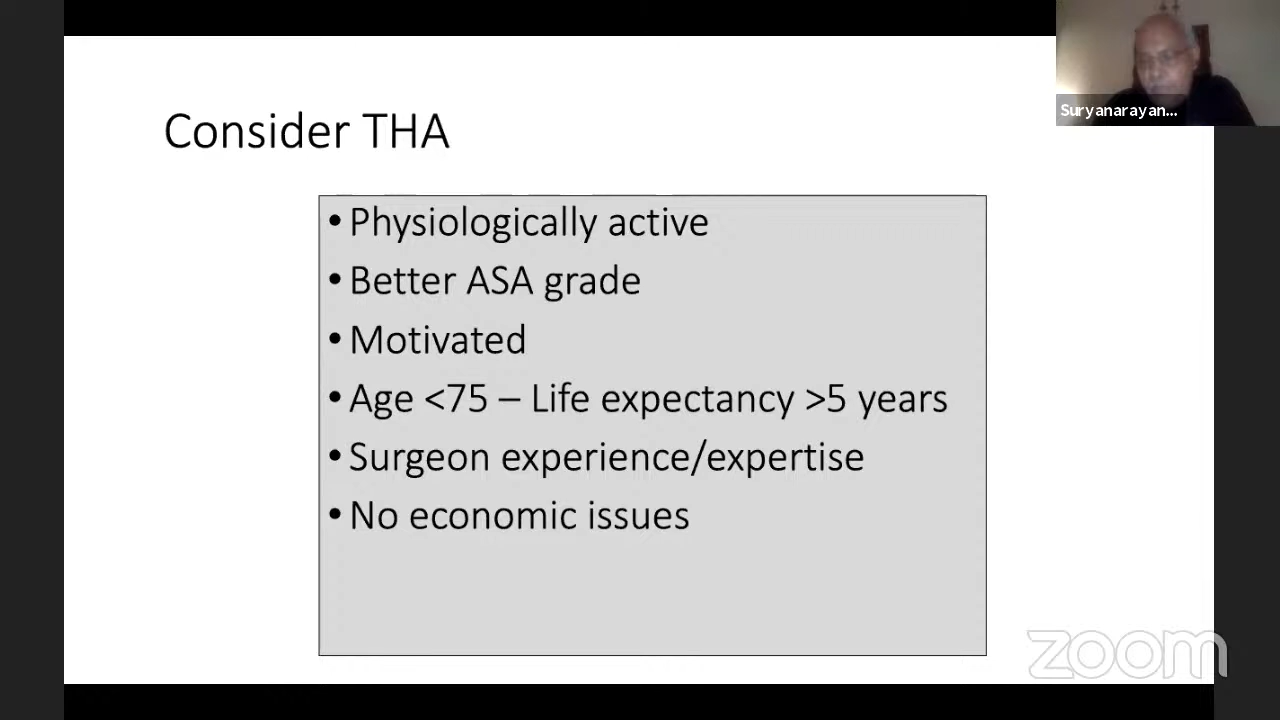 Suryanarayan...
Consider THA
• Physiologically active
• Better ASA grade
• Motivated
• Age <75 – Life expectancy >5 years
• Surgeon experience/expertise
• No economic issues
zoom